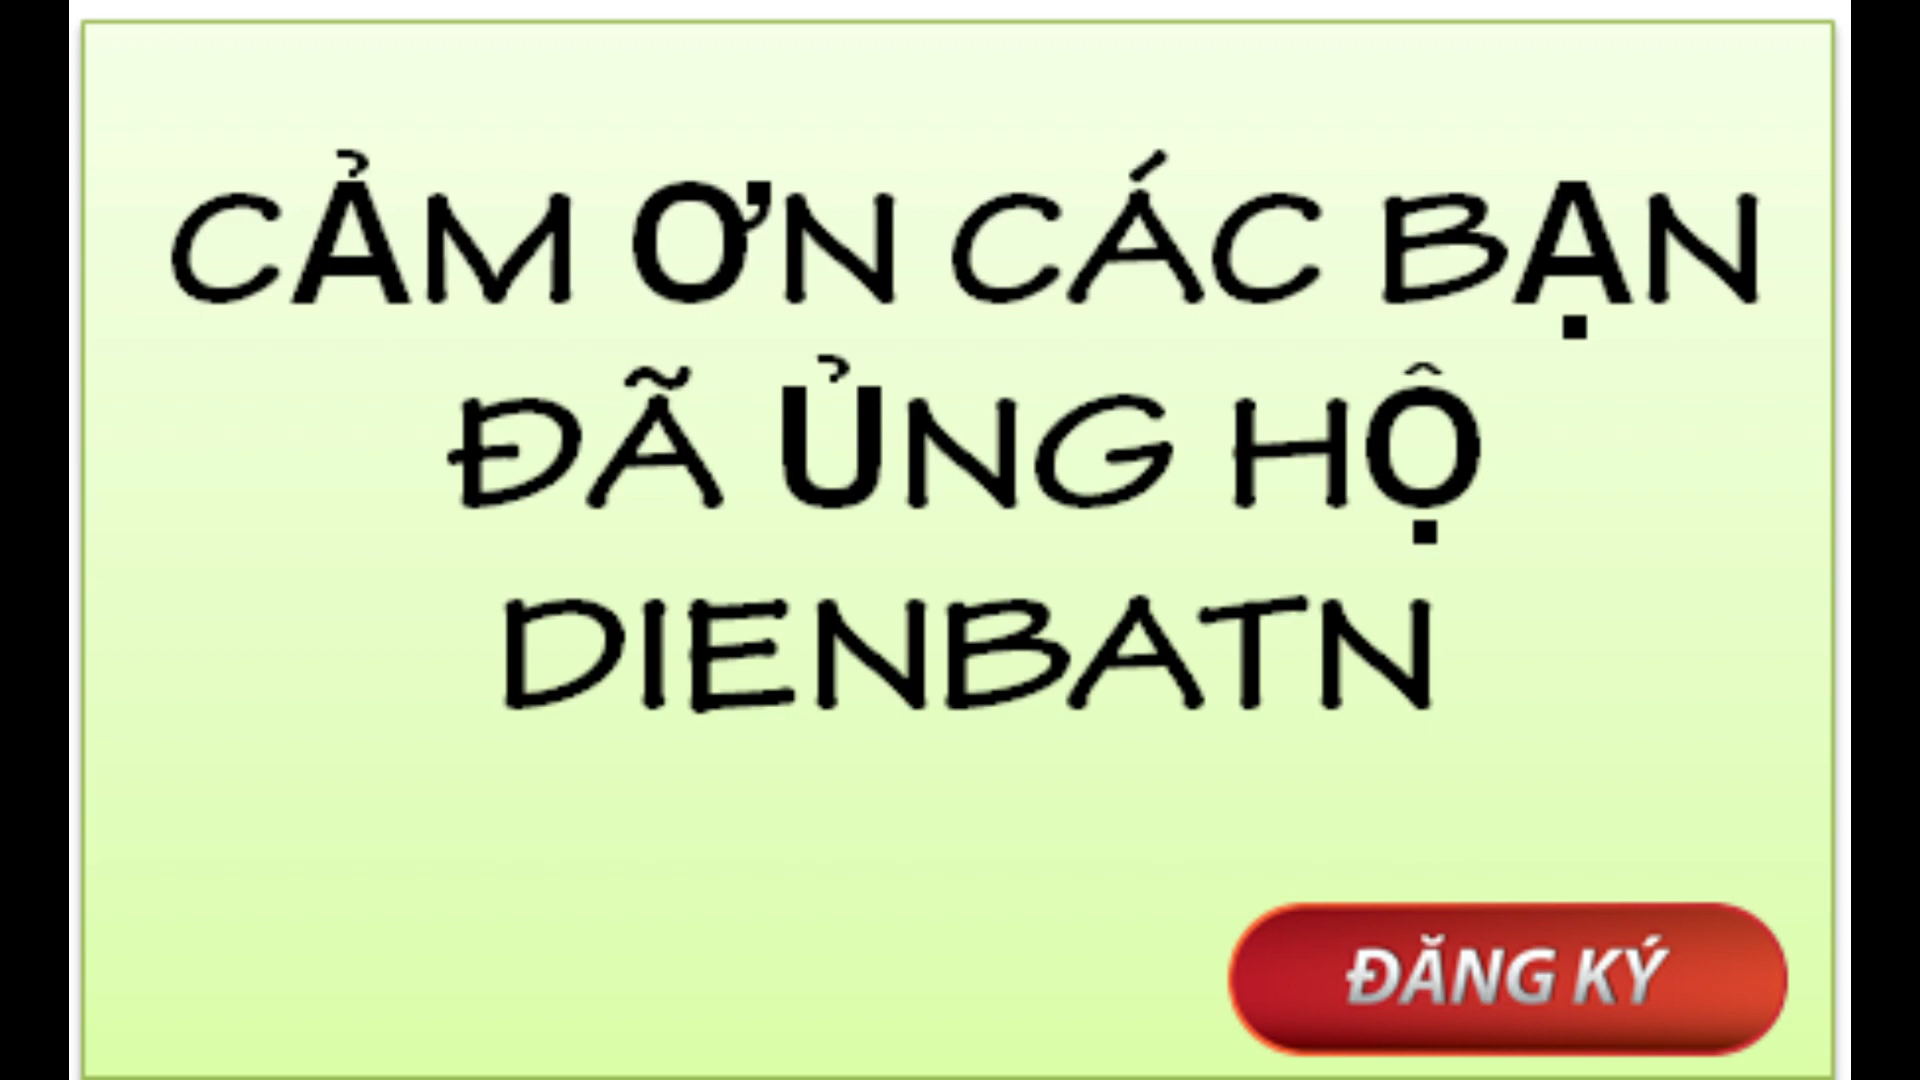 CẢM ƠN CÁC BẠN
ĐÃ ỦNG HỘ
DIENBATN
ĐĂNG KÝ